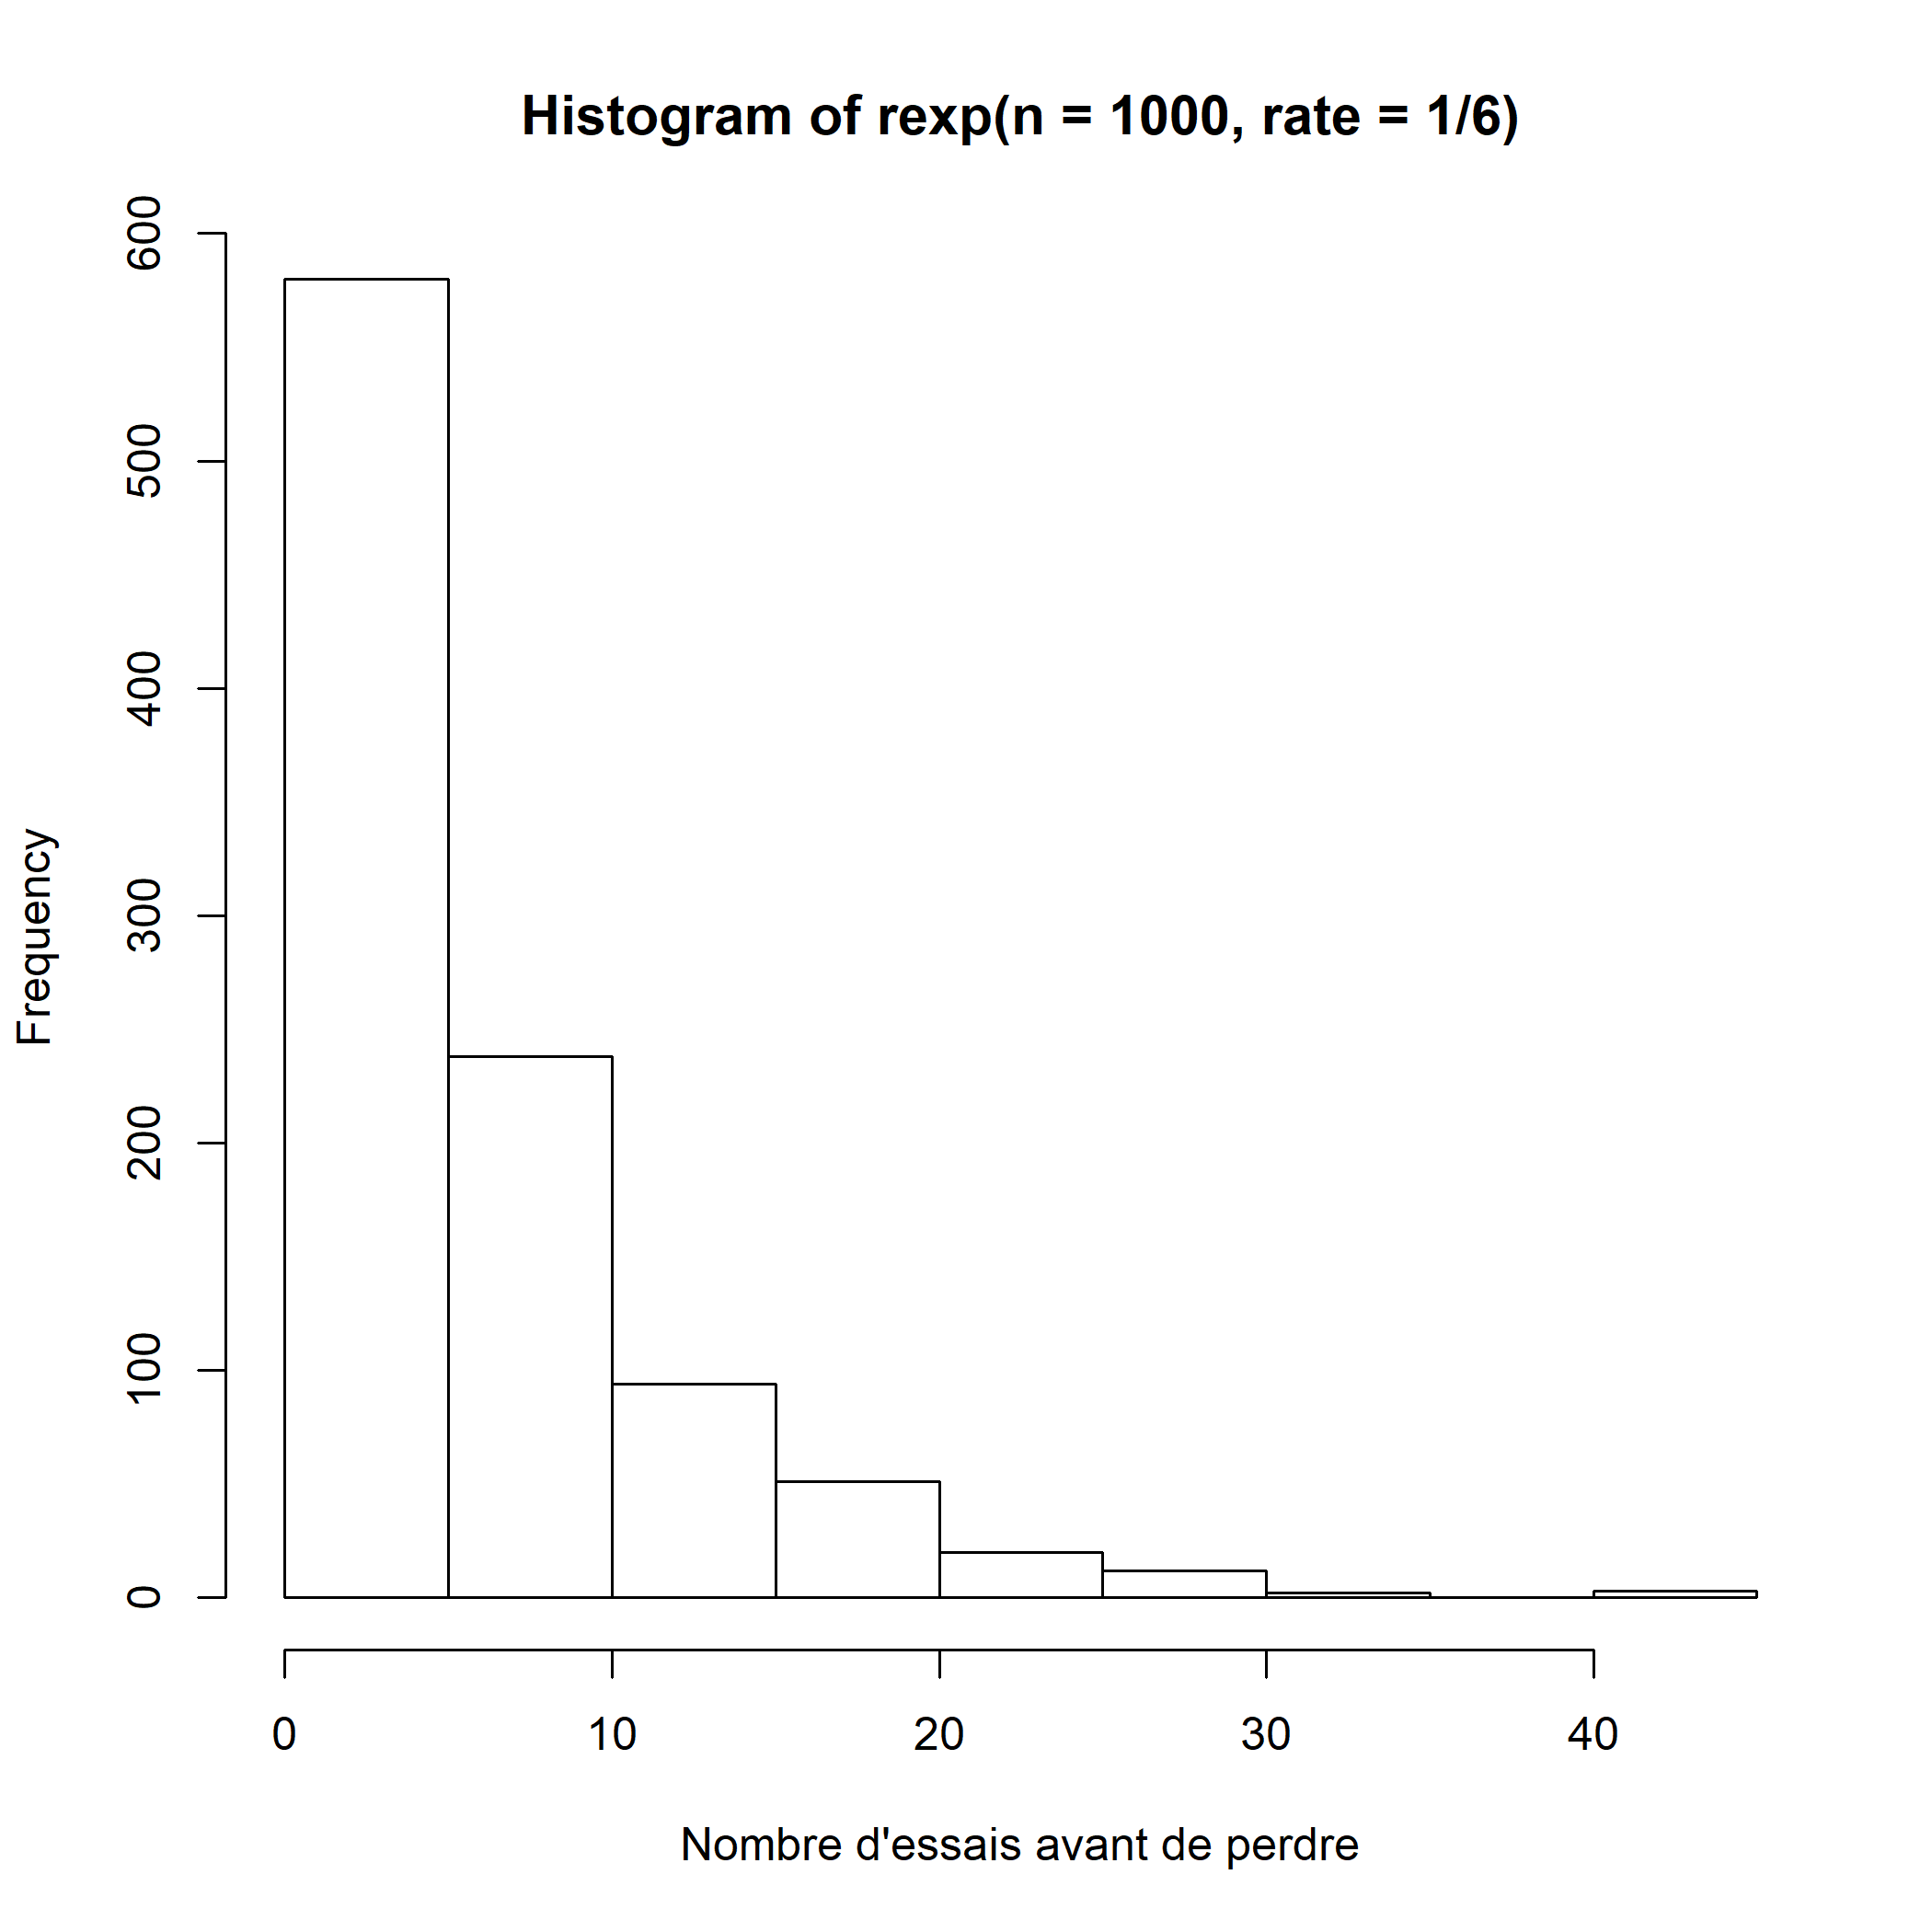 Histogram of rexp(n = 1000, rate = 1/6)
600
500
400
300
200
100
0
Frequency
0 10 20 30 40
Nombre d'essais avant de perdre